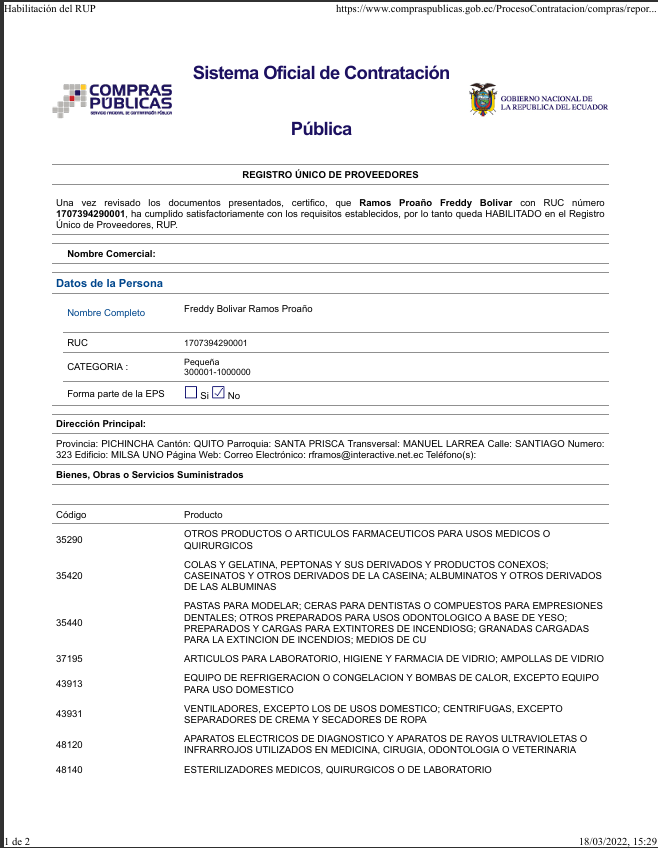 Habilitación del RUP
https://www.compraspublicas.gob.ec/ProcesoContratacion/compras/repor...
COMPRAS
PÚBLICAS
SERVICIO NACIONAL DE CONTRATACIÓN PÚBLICA
Sistema Oficial de Contratación
Pública
GOBIERNO NACIONAL DE
LA REPUBLICA DEL ECUADOR
REGISTRO ÚNICO DE PROVEEDORES
Una vez revisado los documentos presentados, certifico, que Ramos Proaño Freddy Bolivar con RUC número
1707394290001, ha cumplido satisfactoriamente con los requisitos establecidos, por lo tanto queda HABILITADO en el Registro
Único de Proveedores, RUP.
Nombre Comercial:
Datos de la Persona
Nombre Completo Freddy Bolivar Ramos Proaño
RUC 1707394290001
CATEGORIA : Pequeña
300001-1000000
Forma parte de la EPS Si No
Dirección Principal:
Provincia: PICHINCHA Cantón: QUITO Parroquia: SANTA PRISCA Transversal: MANUEL LARREA Calle: SANTIAGO Numero:
323 Edificio: MILSA UNO Página Web: Correo Electrónico: rframos@interactive.net.ec Teléfono(s):
Bienes, Obras o Servicios Suministrados
Código Producto
35290 OTROS PRODUCTOS O ARTICULOS FARMACEUTICOS PARA USOS MEDICOS O
QUIRURGICOS
35420 COLAS Y GELATINA, PEPTONAS Y SUS DERIVADOS Y PRODUCTOS CONEXOS;
CASEINATOS Y OTROS DERIVADOS DE LA CASEINA; ALBUMINATOS Y OTROS DERIVADOS
DE LAS ALBUMINAS
35440 PASTAS PARA MODELAR; CERAS PARA DENTISTAS O COMPUESTOS PARA EMPRESIONES
DENTALES; OTROS PREPARADOS PARA USOS ODONTOLOGICO A BASE DE YESO;
PREPARADOS Y CARGAS PARA EXTINTORES DE INCENDIOSG; GRANADAS CARGADAS
PARA LA EXTINCION DE INCENDIOS; MEDIOS DE CU
37195 ARTICULOS PARA LABORATORIO, HIGIENE Y FARMACIA DE VIDRIO; AMPOLLAS DE VIDRIO
43913 EQUIPO DE REFRIGERACION O CONGELACION Y BOMBAS DE CALOR, EXCEPTO EQUIPO
PARA USO DOMESTICO
43931 VENTILADORES, EXCEPTO LOS DE USOS DOMESTICO; CENTRIFUGAS, EXCEPTO
SEPARADORES DE CREMA Y SECADORES DE ROPA
48120 APARATOS ELECTRICOS DE DIAGNOSTICO Y APARATOS DE RAYOS ULTRAVIOLETAS O
INFRARROJOS UTILIZADOS EN MEDICINA, CIRUGIA, ODONTOLOGIA O VETERINARIA
48140 ESTERILIZADORES MEDICOS, QUIRURGICOS O DE LABORATORIO
1 de 2
18/03/2022, 15:29